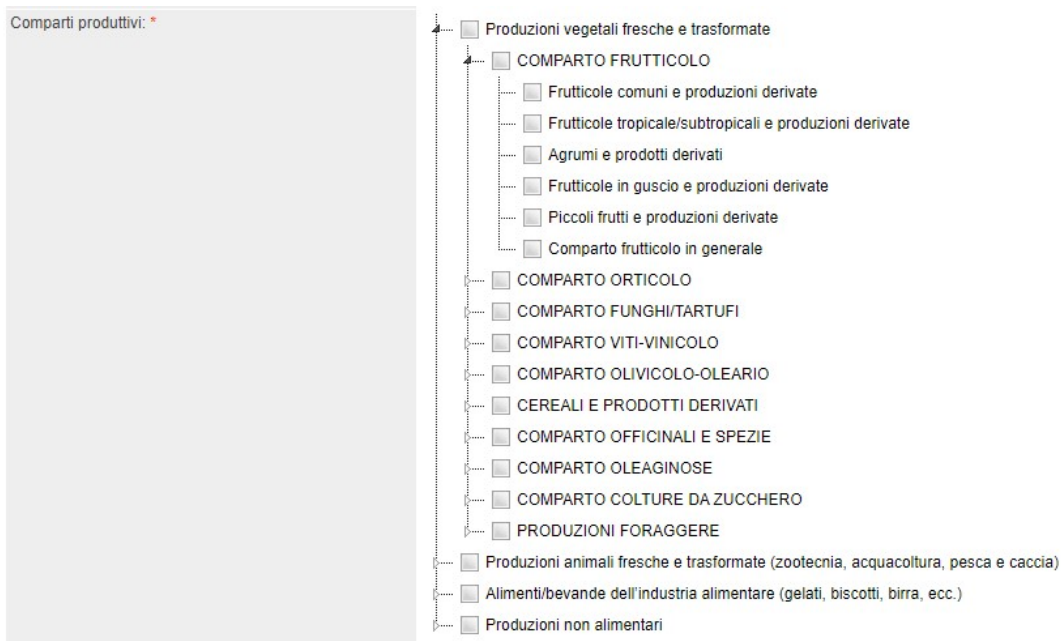 Comparti produttivi: *
Produzioni vegetali fresche e trasformate
COMPARTO FRUTTICOLO
Frutticole comuni e produzioni derivate
Frutticole tropicale/subtropicali e produzioni derivate
Agrumi e prodotti derivati
Frutticole in guscio e produzioni derivate
Piccoli frutti e produzioni derivate
Comparto frutticolo in generale
COMPARTO ORTICOLO
COMPARTO FUNGHI/TARTUFI
COMPARTO VITI-VINICOLO
COMPARTO OLIVICOLO-OLEARIO
CEREALI E PRODOTTI DERIVATI
COMPARTO OFFICINALI E SPEZIE
COMPARTO OLEAGINOSE
COMPARTO COLTURE DA ZUCCHERO
PRODUZIONI FORAGGERE
Produzioni animali fresche e trasformate (zootecnia, acquacoltura, pesca e caccia)
Alimenti/bevande dell'industria alimentare (gelati, biscotti, birra, ecc.)
Produzioni non alimentari